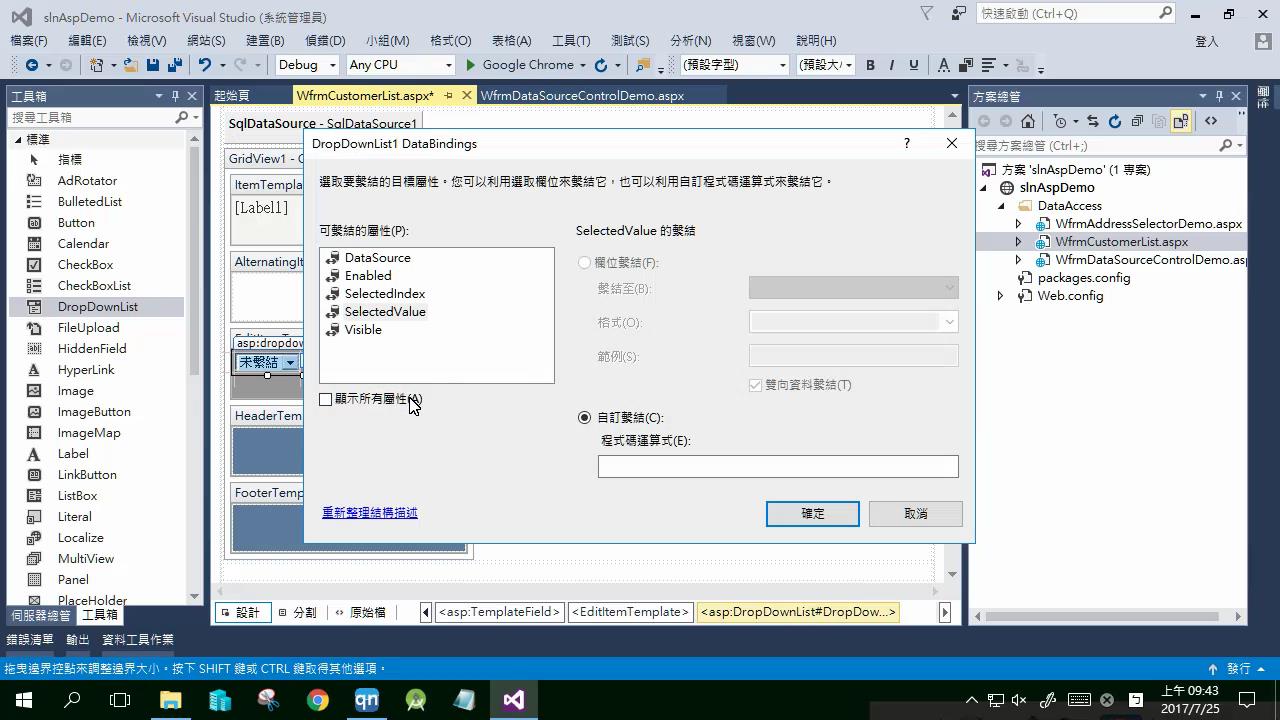 slnAspDemo - Microsoft Visual Studio (系統管理員)
快速啟動 (Ctrl+Q)
檔案(F) 編輯(E) 檢視(V) 網站(S) 建置(B) 偵錯(D) 小組(M) 格式(O) 表格(A) 工具(T) 測試(S) 分析(N) 視窗(W) 說明(H)
登入
Debug Any CPU Google Chrome (預設字型) (預設大/ B I U A
工具箱
搜尋工具箱
標準
指標
AdRotator
BulletedList
Button
Calendar
CheckBox
CheckBoxList
DropDownList
FileUpload
HiddenField
HyperLink
Image
ImageButton
ImageMap
Label
LinkButton
ListBox
Literal
Localize
MultiView
Panel
PlaceHolder
伺服器總管 工具箱
起始頁 WfrmCustomerList.aspx* WfrmDataSourceControlDemo.aspx
SqlDataSource - SqlDataSource1
GridView1 - C
ItemTempla
[Label1]
AlternatingIt
EditItemTem
asp:dropdow
未繫結
HeaderTem
FooterTemp
DropDownList1 DataBindings
?
選取要繫結的目標屬性。您可以利用選取欄位來繫結它，也可以利用自訂程式碼運算式來繫結它。
可繫結的屬性(P):
DataSource
Enabled
SelectedIndex
SelectedValue
Visible
顯示所有屬性(A)
重新整理結構描述
SelectedValue 的繫結
欄位繫結(F):
繫結至(B):
格式(O):
範例(S):
雙向資料繫結(T)
自訂繫結(C):
程式碼運算式(E):
確定 取消
設計 分割 原始檔 <asp:TemplateField> <EditItemTemplate> <asp:DropDownList#DropDow...>
方案總管
搜尋方案總管 (Ctrl+;)
方案 'slnAspDemo' (1 專案)
slnAspDemo
DataAccess
WfrmAddressSelectorDemo.aspx
WfrmCustomerList.aspx
WfrmDataSourceControlDemo.asp
packages.config
Web.config
錯誤清單 輸出 資料工具作業
拖曳邊界控點來調整邊界大小。按下 SHIFT 鍵或 CTRL 鍵取得其他選項。
發行
qn
上午 09:43
2017/7/25